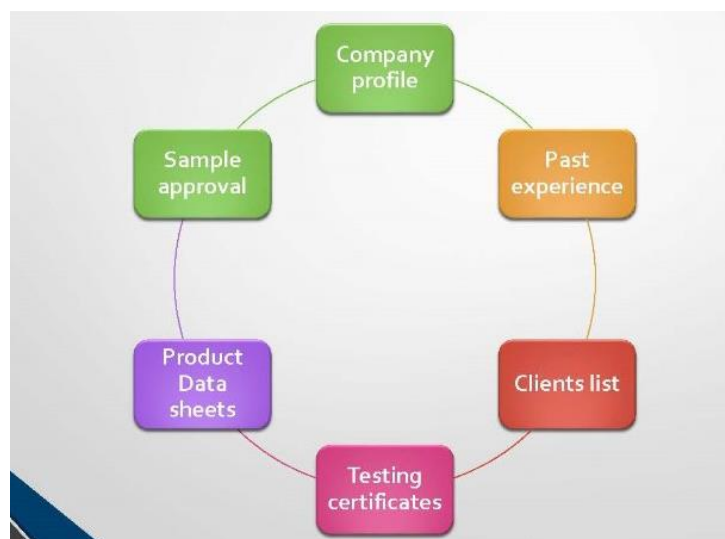 Company
profile
Past
experience
Clients list
Testing
certificates
Product
Data
sheets
Sample
approval